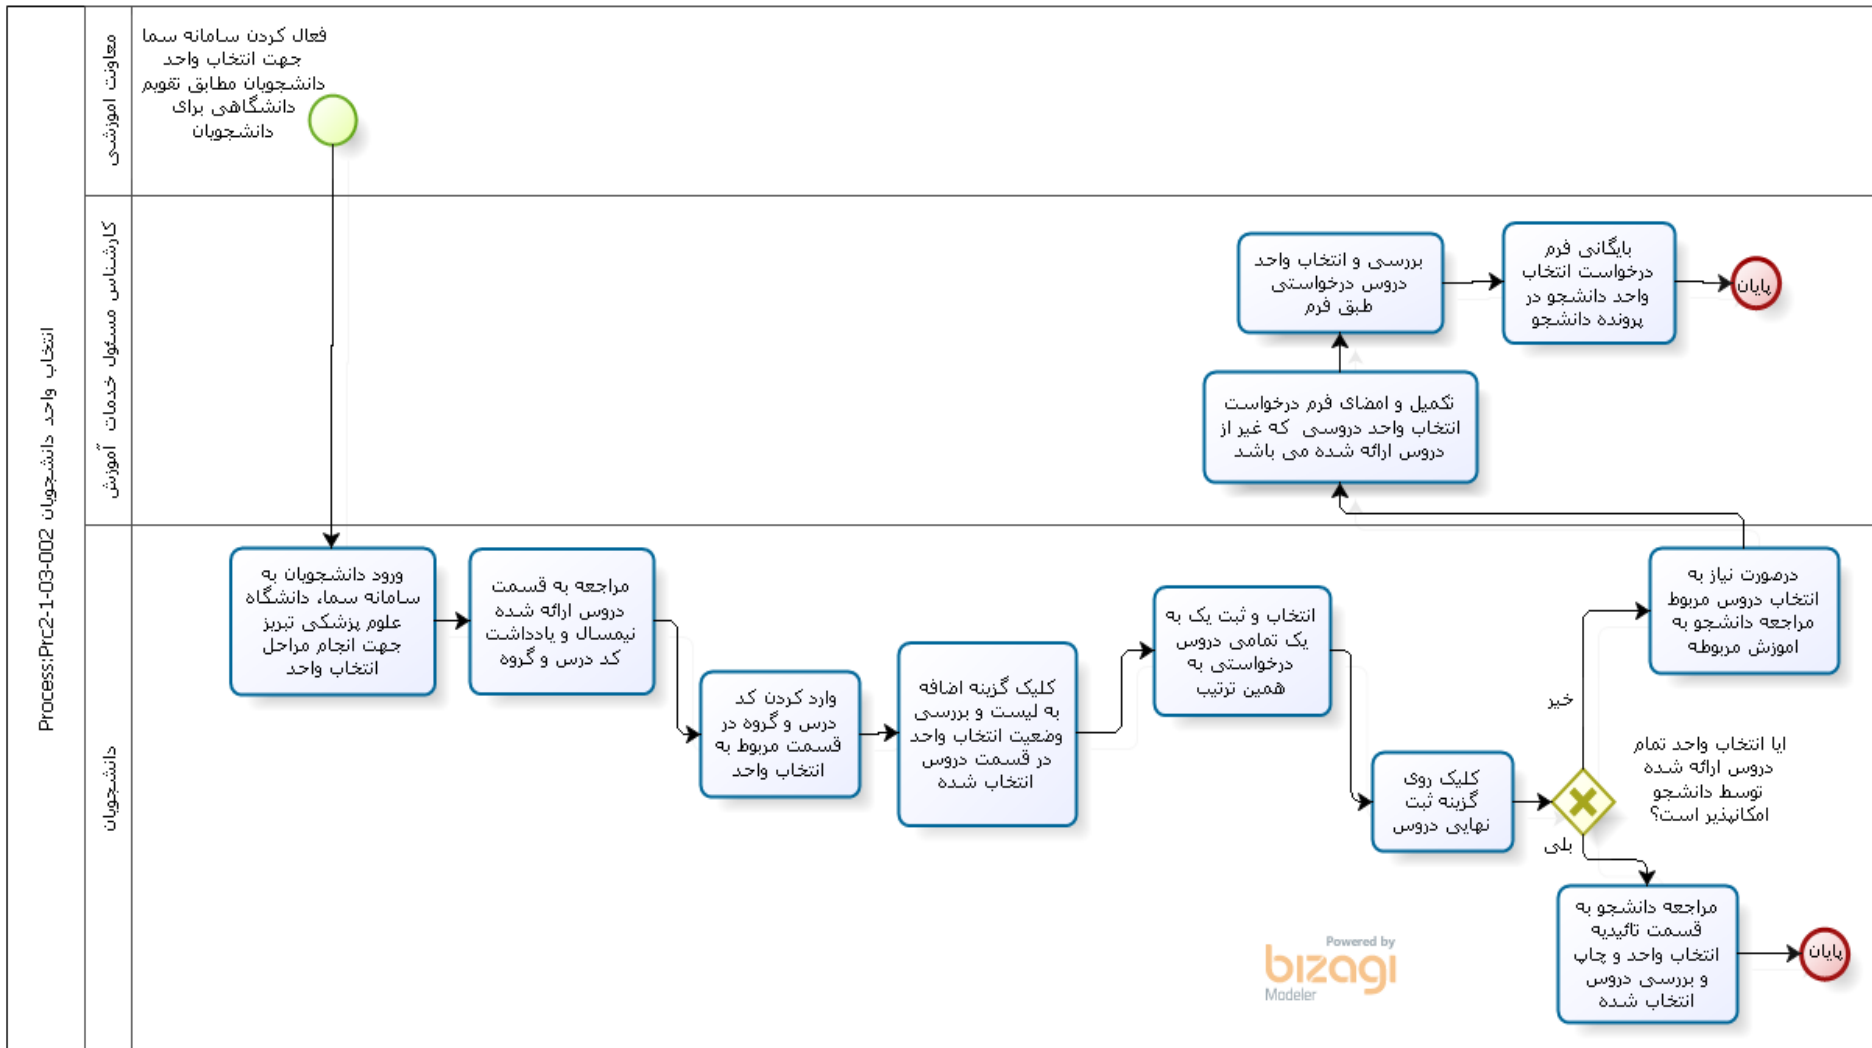 Process:Prc2-1-03-002 انتخاب واحد دانشجویان
معاونت اموزشی
فعال کردن سامانه سما
جهت انتخاب واحد
دانشجویان مطابق تقویم
دانشگاهی برای
دانشجویان
کارشناس مسئول خدمات آموزش
بررسی و انتخاب واحد
دروس درخواستی
طبق فرم
بایگانی فرم
درخواست انتخاب
واحد دانشجو در
پرونده دانشجو
پایان
تکمیل و امضای فرم درخواست
انتخاب واحد دروسی که غیر از
دروس ارائه شده می باشد
دانشجویان
ورود دانشجویان به
سامانه سما، دانشگاه
علوم پزشکی تبریز
جهت انجام مراحل
انتخاب واحد
مراجعه به قسمت
دروس ارائه شده
نیمسال و یادداشت
کد درس و گروه
وارد کردن کد
درس و گروه در
قسمت مربوط به
انتخاب واحد
کلیک گزینه اضافه
به لیست و بررسی
وضعیت انتخاب واحد
در قسمت دروس
انتخاب شده
انتخاب و ثبت یک به
یک تمامی دروس
درخواستی به
همین ترتیب
کلیک روی
گزینه ثبت
نهایی دروس
ایا انتخاب واحد تمام
دروس ارائه شده
توسط دانشجو
امکانپذیر است؟
خیر
درصورت نیاز به
انتخاب دروس مربوط
مراجعه دانشجو به
اموزش مربوطه
بلی
مراجعه دانشجو به
قسمت تائیدیه
انتخاب واحد و چاپ
و بررسی دروس
انتخاب شده
پایان
Powered by
bizagi
Modeler